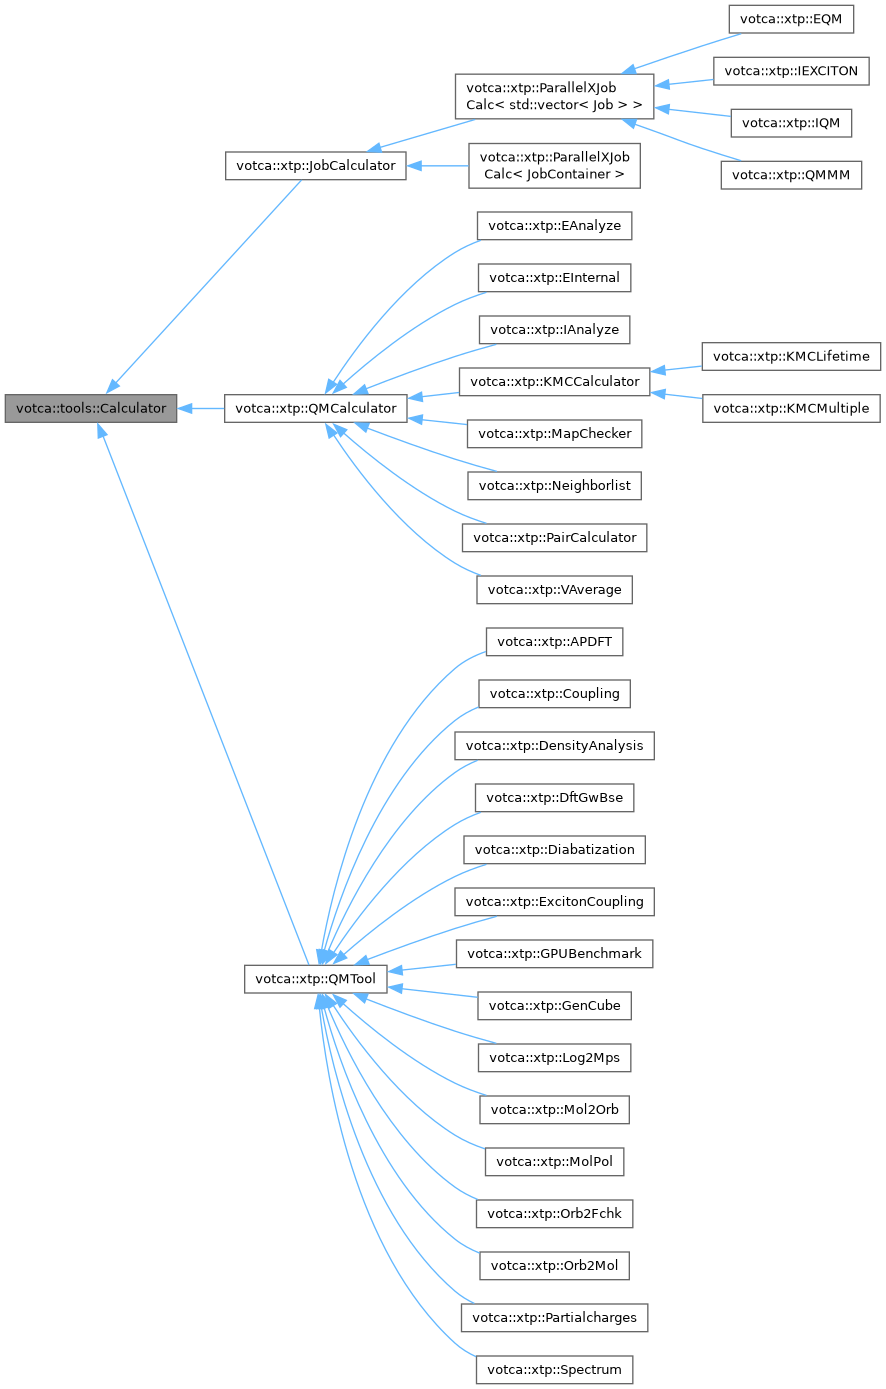 votca::xtp::EQM
votca::xtp::IEXCITON
votca::xtp::ParallelXJob
Calc< std::vector< Job > >
votca::xtp::IQM
votca::xtp::QMMM
votca::xtp::JobCalculator
votca::xtp::ParallelXJob
Calc< JobContainer >
votca::xtp::EAnalyze
votca::xtp::EInternal
votca::xtp::IAnalyze
votca::xtp::KMCLifetime
votca::xtp::KMCCalculator
votca::tools::Calculator
votca::xtp::QMCalculator
votca::xtp::KMCMultiple
votca::xtp::MapChecker
votca::xtp::Neighborlist
votca::xtp::PairCalculator
votca::xtp::VAverage
votca::xtp::APDFT
votca::xtp::Coupling
votca::xtp::DensityAnalysis
votca::xtp::DftGwBse
votca::xtp::Diabatization
votca::xtp::ExcitonCoupling
votca::xtp::GPUBenchmark
votca::xtp::QMTool
votca::xtp::GenCube
votca::xtp::Log2Mps
votca::xtp::Mol2Orb
votca::xtp::MolPol
votca::xtp::Orb2Fchk
votca::xtp::Orb2Mol
votca::xtp::Partialcharges
votca::xtp::Spectrum